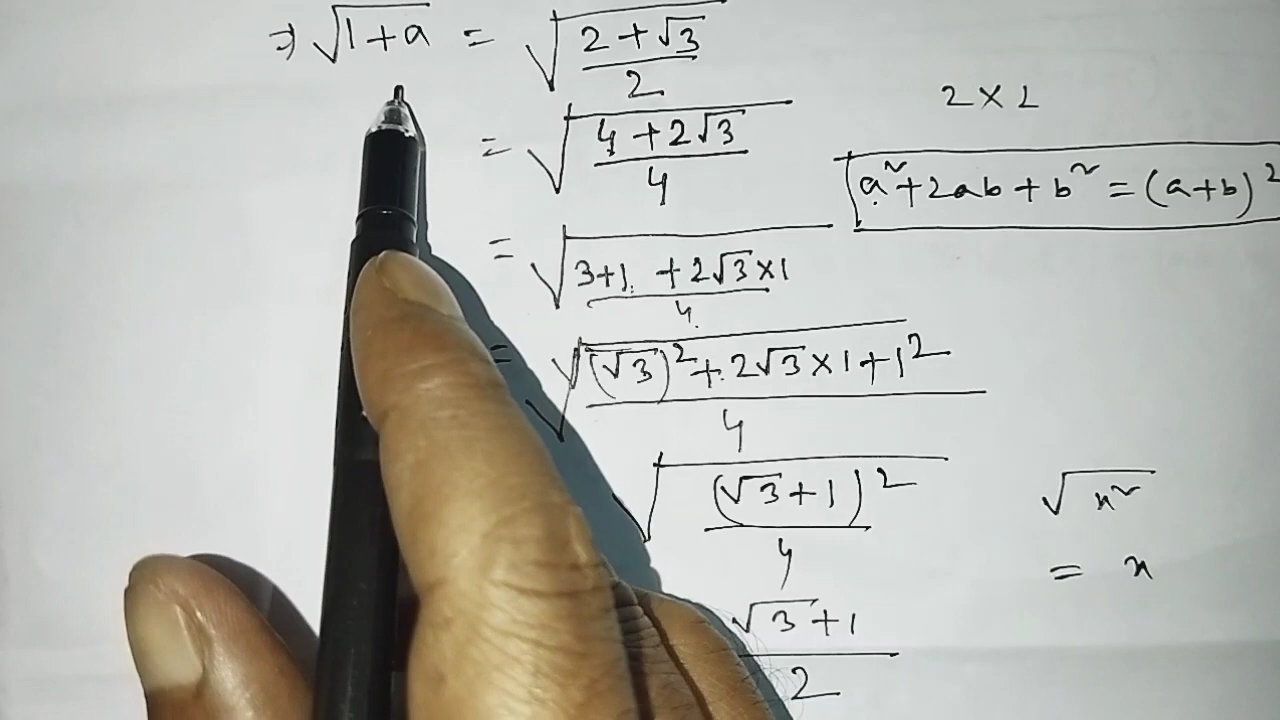 ⇒ √(1+a) = √((2+√3)/2)
= √((4+2√3)/4)
= √((3+1+2√3×1)/4)
= √(((√3)²+2√3×1+1²)/4)
√((√3+1)²/4)
(√3+1)/2
2×2
a²+2ab+b²=(a+b)²
√x²
= x